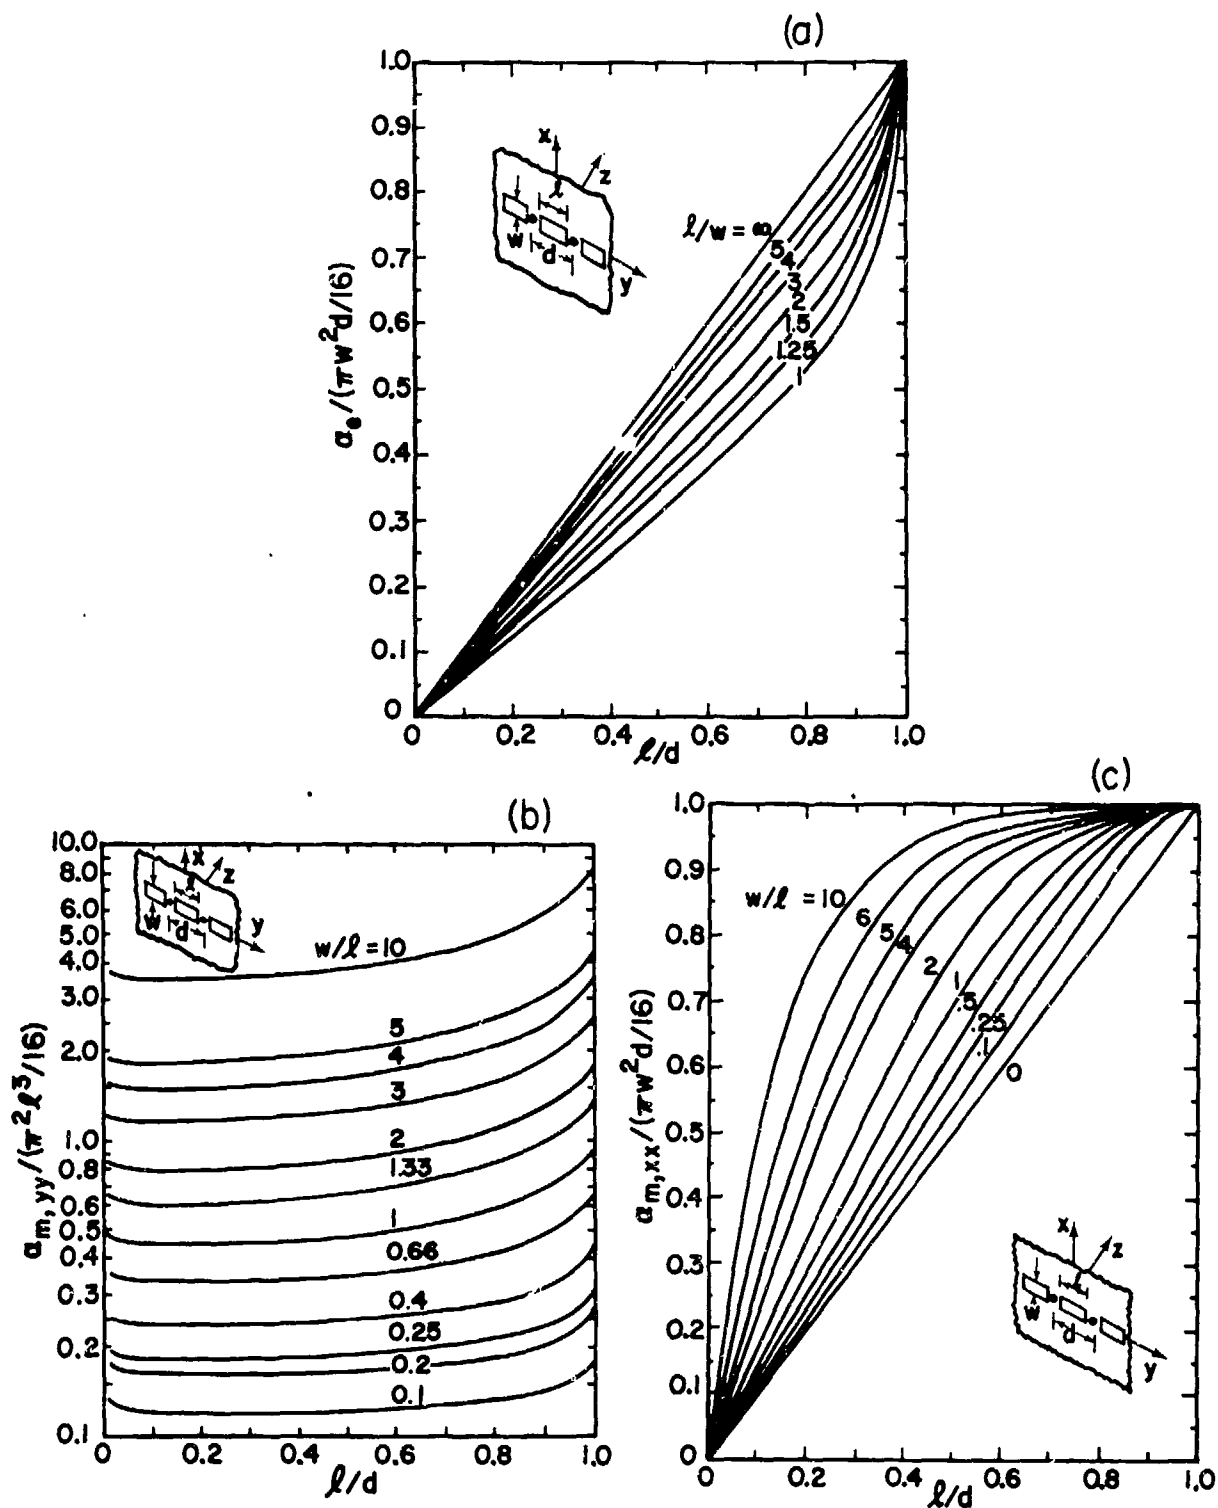 (a)
1.0
0.9
0.8
0.7
0.6
0.5
0.4
0.3
0.2
0.1
0
α_e/(πw²d/16)
x
z
ℓ
w
d
y
ℓ/w = ∞
5
4
3
2
1.5
1.25
1
0 0.2 0.4 0.6 0.8 1.0
ℓ/d
(b)
10.0
8.0
6.0
5.0
4.0
3.0
2.0
1.0
0.8
0.6
0.5
0.4
0.3
0.2
0.1
α_m,yy/(π²ℓ³/16)
x
z
ℓ
w
d
y
w/ℓ = 10
5
4
3
2
1.33
1
0.66
0.4
0.25
0.2
0.1
0 0.2 0.4 0.6 0.8 1.0
ℓ/d
(c)
1.0
0.9
0.8
0.7
0.6
0.5
0.4
0.3
0.2
0.1
0
α_m,xx/(πw²d/16)
w/ℓ = 10
6
5
4
2
1
.5
.25
.1
0
x
z
ℓ
w
d
y
0 0.2 0.4 0.6 0.8 1.0
ℓ/d